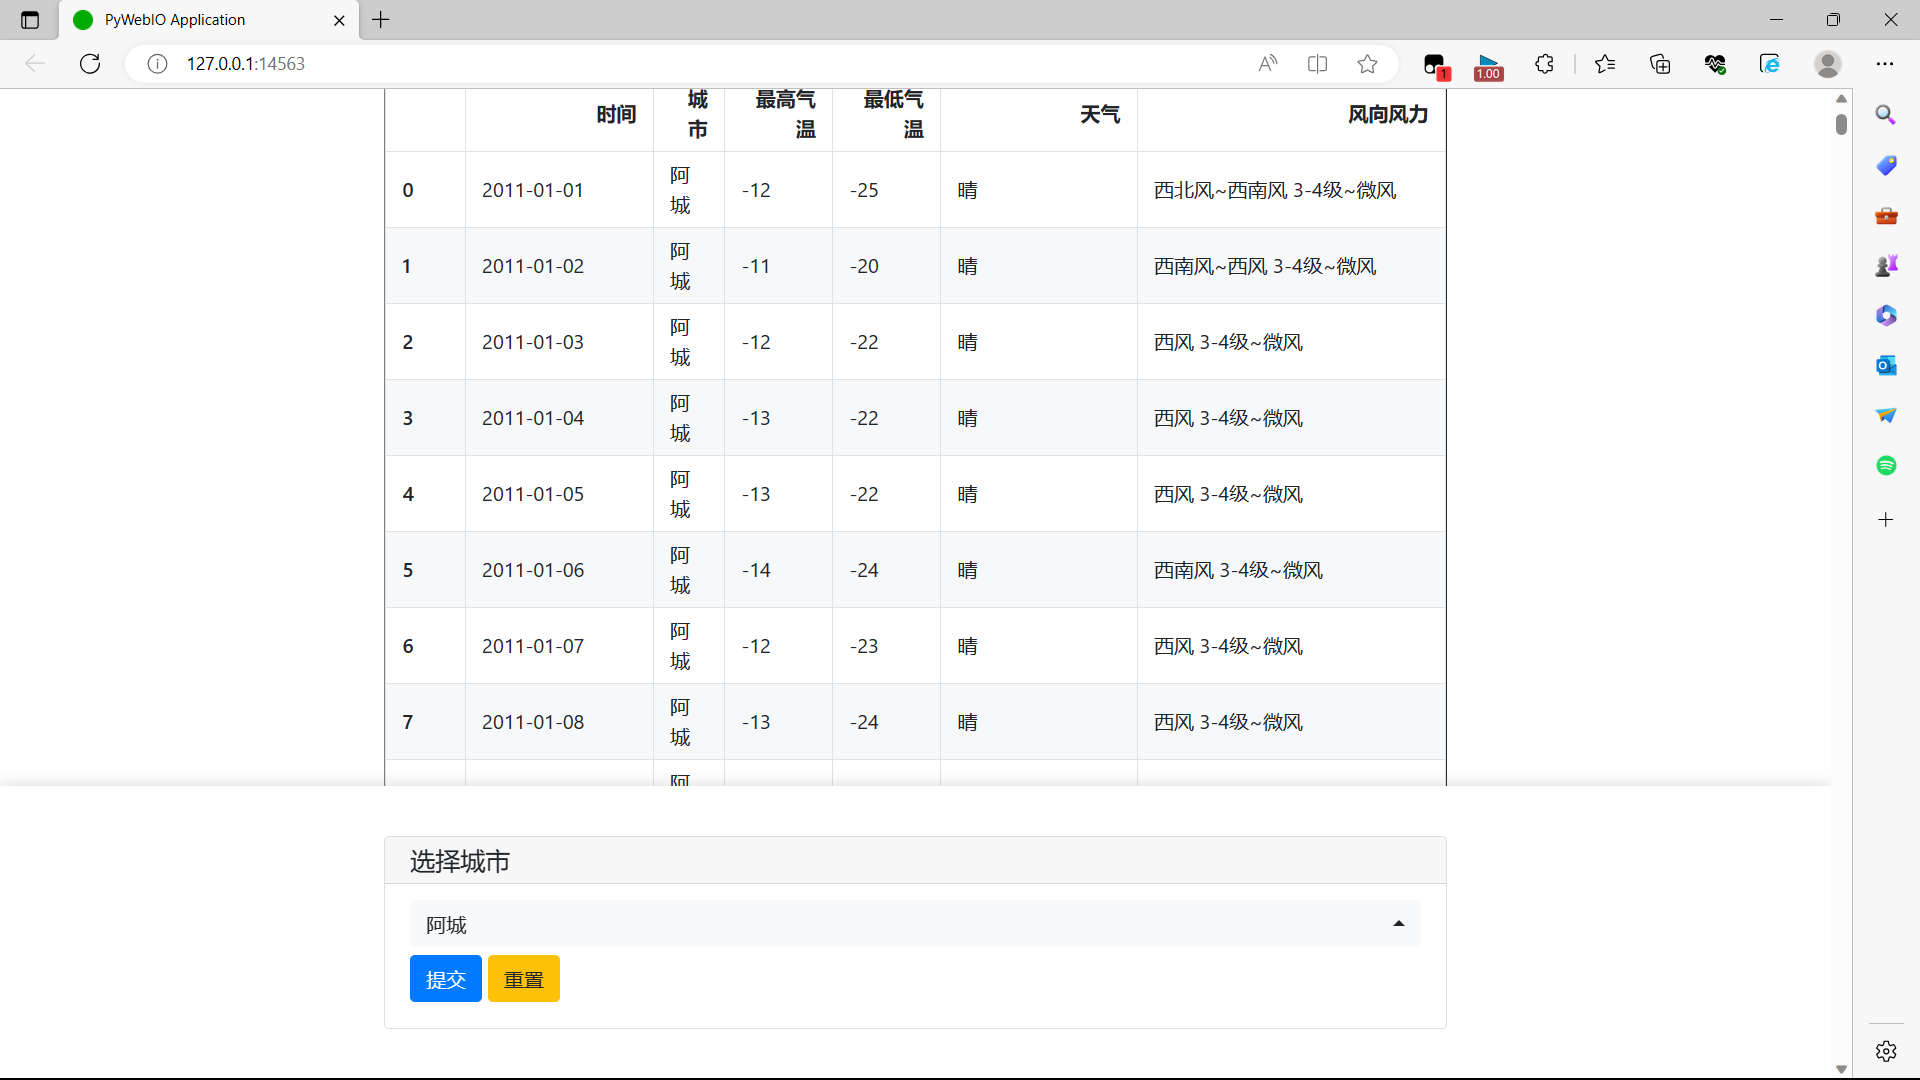 PyWebIO Application
127.0.0.1:14563
1
1.00
时间 城市 最高气温 最低气温 天气 风向风力
0 2011-01-01 阿城 -12 -25 晴 西北风~西南风 3-4级~微风
1 2011-01-02 阿城 -11 -20 晴 西南风~西风 3-4级~微风
2 2011-01-03 阿城 -12 -22 晴 西风 3-4级~微风
3 2011-01-04 阿城 -13 -22 晴 西风 3-4级~微风
4 2011-01-05 阿城 -13 -22 晴 西风 3-4级~微风
5 2011-01-06 阿城 -14 -24 晴 西南风 3-4级~微风
6 2011-01-07 阿城 -12 -23 晴 西风 3-4级~微风
7 2011-01-08 阿城 -13 -24 晴 西风 3-4级~微风
阿
选择城市
阿城
提交 重置